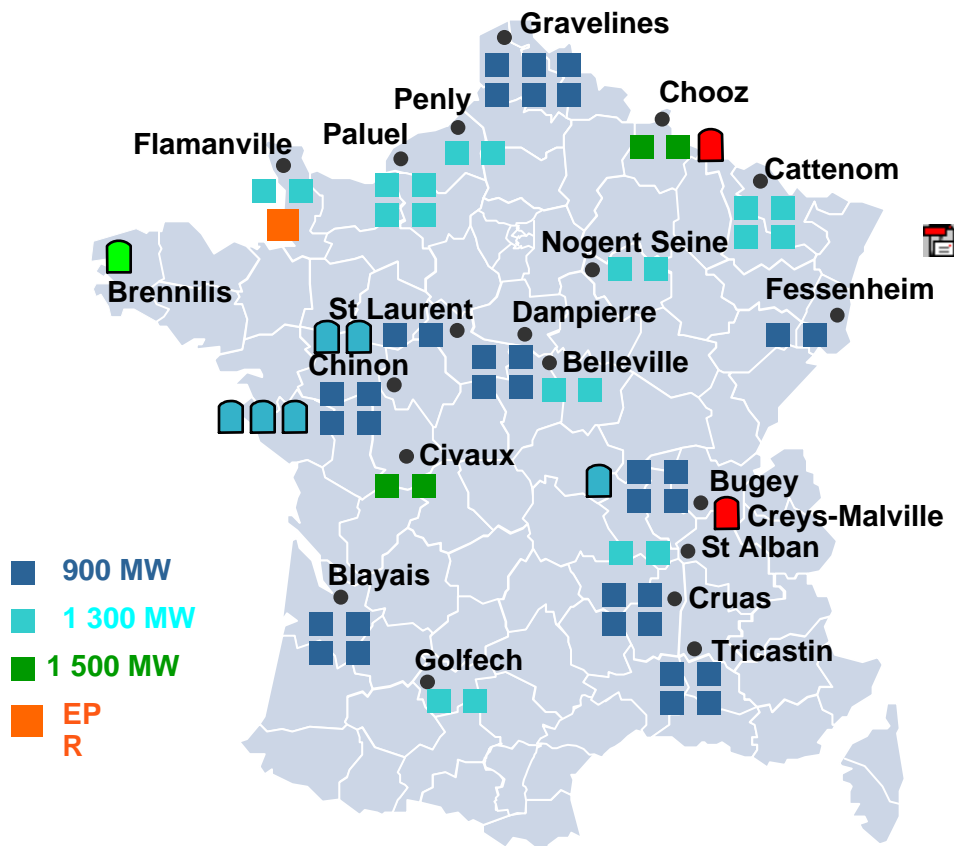 Gravelines
Penly
Chooz
Paluel
Flamanville
Cattenom
Nogent Seine
Brennilis
Fessenheim
St Laurent
Dampierre
Chinon
Belleville
Civaux
Bugey
Creys-Malville
St Alban
900 MW
Blayais
Cruas
1 300 MW
Tricastin
1 500 MW
Golfech
EP
R